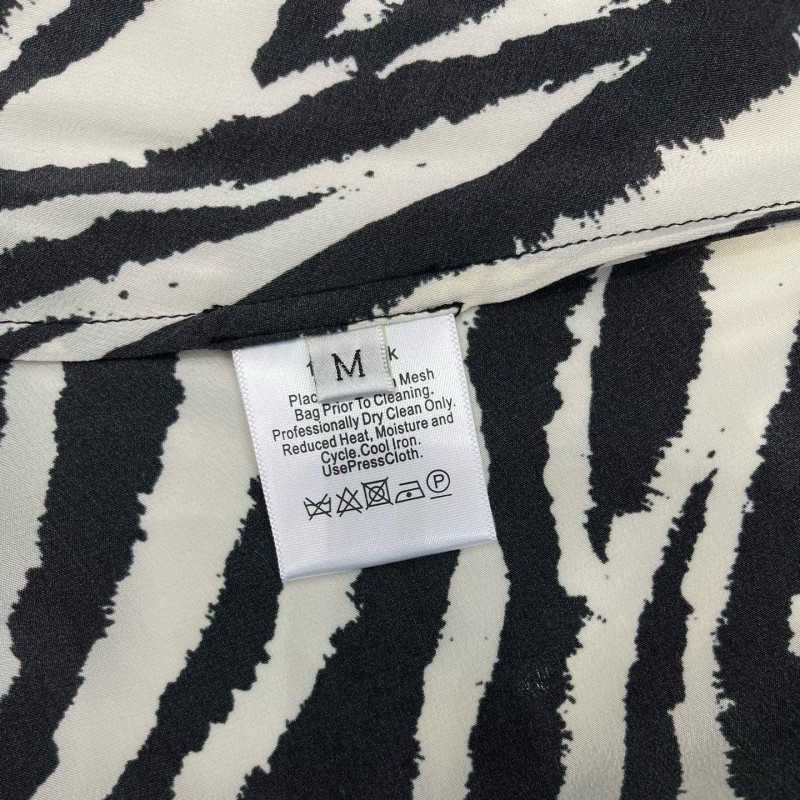 M
Mesh
Bag Prior To Cleaning.
Professionally Dry Clean Only.
Reduced Heat, Moisture and
Cycle.Cool Iron.
UsePressCloth.
P